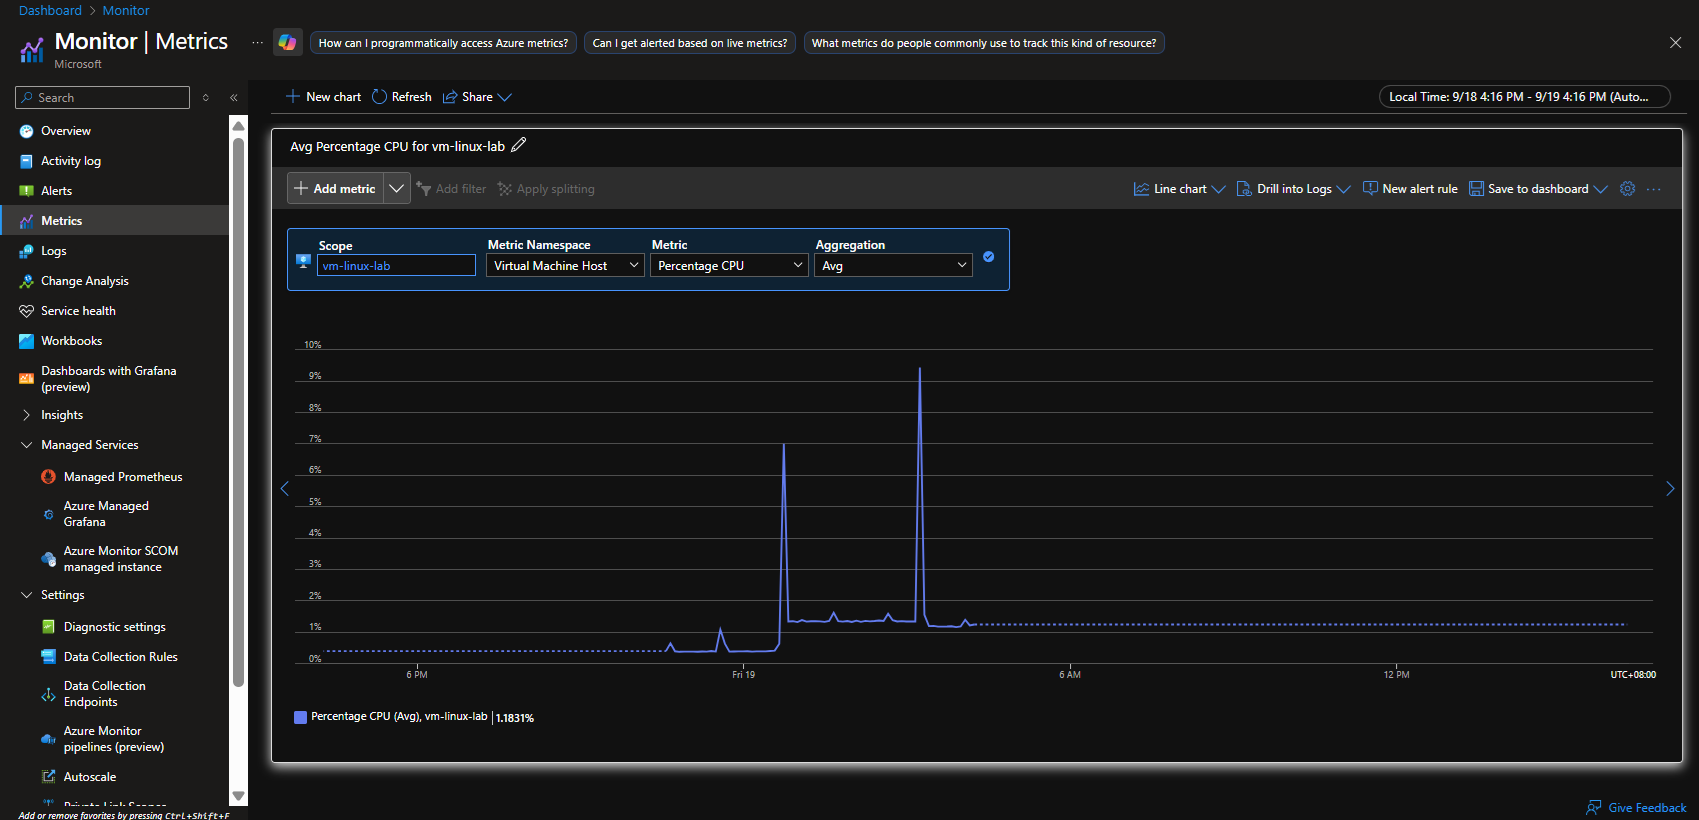 Dashboard > Monitor
Monitor | Metrics
Microsoft
...
How can I programmatically access Azure metrics?
Can I get alerted based on live metrics?
What metrics do people commonly use to track this kind of resource?
Search
Overview
Activity log
Alerts
Metrics
Logs
Change Analysis
Service health
Workbooks
Dashboards with Grafana
(preview)
Insights
Managed Services
Managed Prometheus
Azure Managed
Grafana
Azure Monitor SCOM
managed instance
Settings
Diagnostic settings
Data Collection Rules
Data Collection
Endpoints
Azure Monitor
pipelines (preview)
Autoscale
Private Link Scopes
Add or remove favorites by pressing Ctrl+Shift+F
New chart
Refresh
Share
Local Time: 9/18 4:16 PM - 9/19 4:16 PM (Auto...
Avg Percentage CPU for vm-linux-lab
Add metric
Add filter
Apply splitting
Line chart
Drill into Logs
New alert rule
Save to dashboard
...
Scope
vm-linux-lab
Metric Namespace
Virtual Machine Host
Metric
Percentage CPU
Aggregation
Avg
10%
9%
8%
7%
6%
5%
4%
3%
2%
1%
0%
6 PM
Fri 19
6 AM
12 PM
UTC+08:00
Percentage CPU (Avg), vm-linux-lab | 1.1831%
Give Feedback